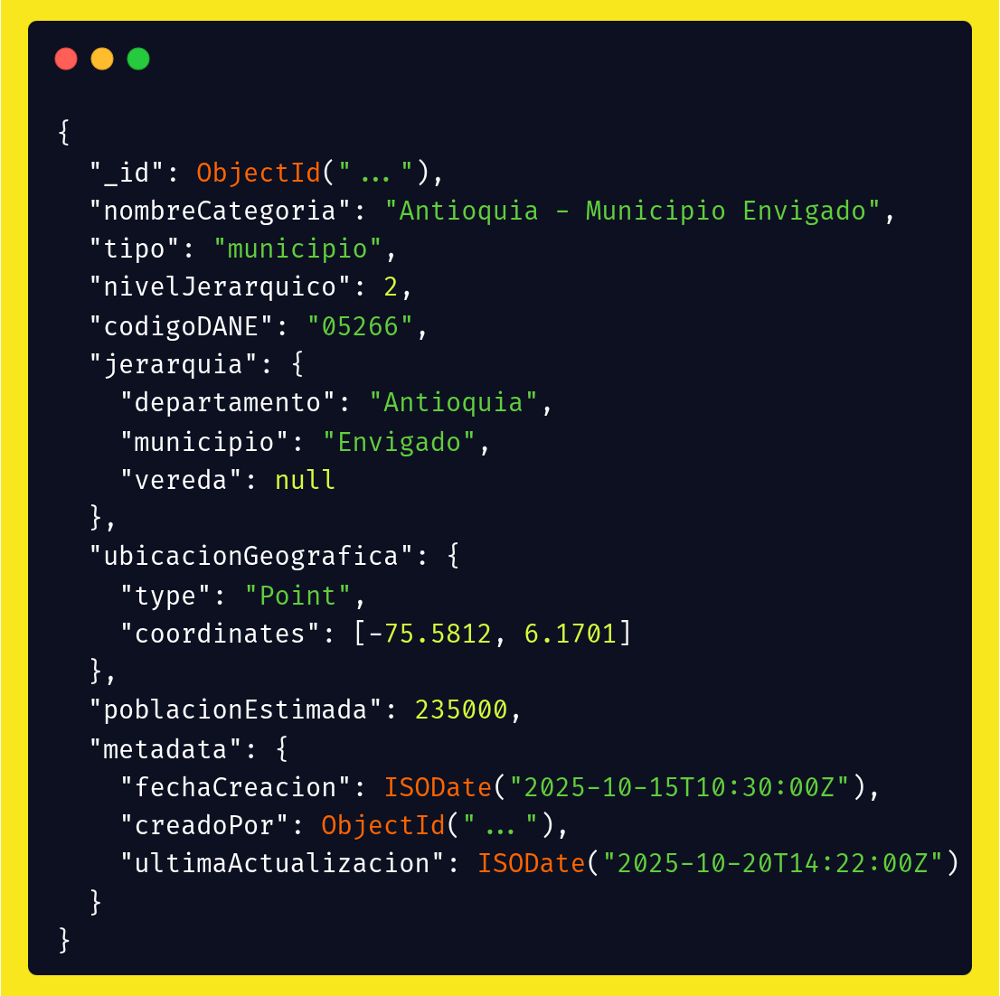 {
  "_id": ObjectId("..."),
  "nombreCategoria": "Antioquia - Municipio Envigado",
  "tipo": "municipio",
  "nivelJerarquico": 2,
  "codigoDANE": "05266",
  "jerarquia": {
    "departamento": "Antioquia",
    "municipio": "Envigado",
    "vereda": null
  },
  "ubicacionGeografica": {
    "type": "Point",
    "coordinates": [-75.5812, 6.1701]
  },
  "poblacionEstimada": 235000,
  "metadata": {
    "fechaCreacion": ISODate("2025-10-15T10:30:00Z"),
    "creadoPor": ObjectId("..."),
    "ultimaActualizacion": ISODate("2025-10-20T14:22:00Z")
  }
}